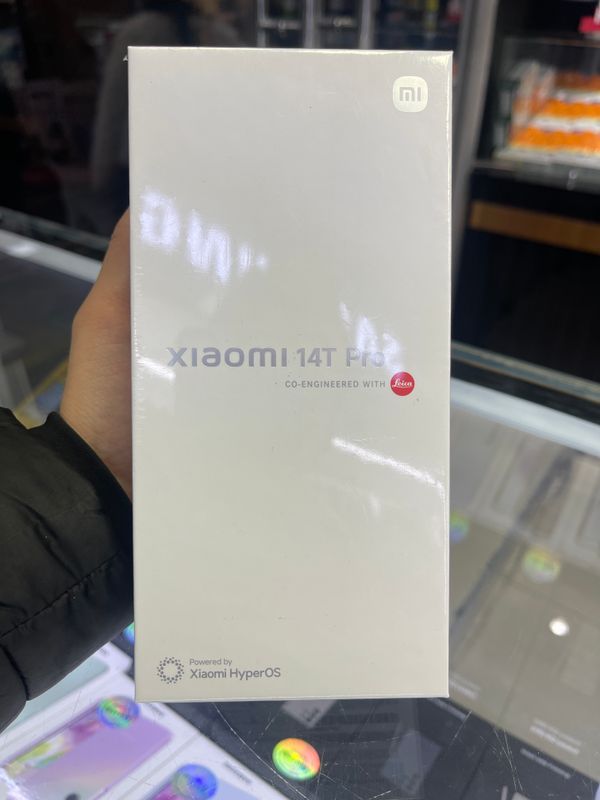 mi
xiaomi 14T Pro
CO-ENGINEERED WITH Leica
Powered by
Xiaomi HyperOS